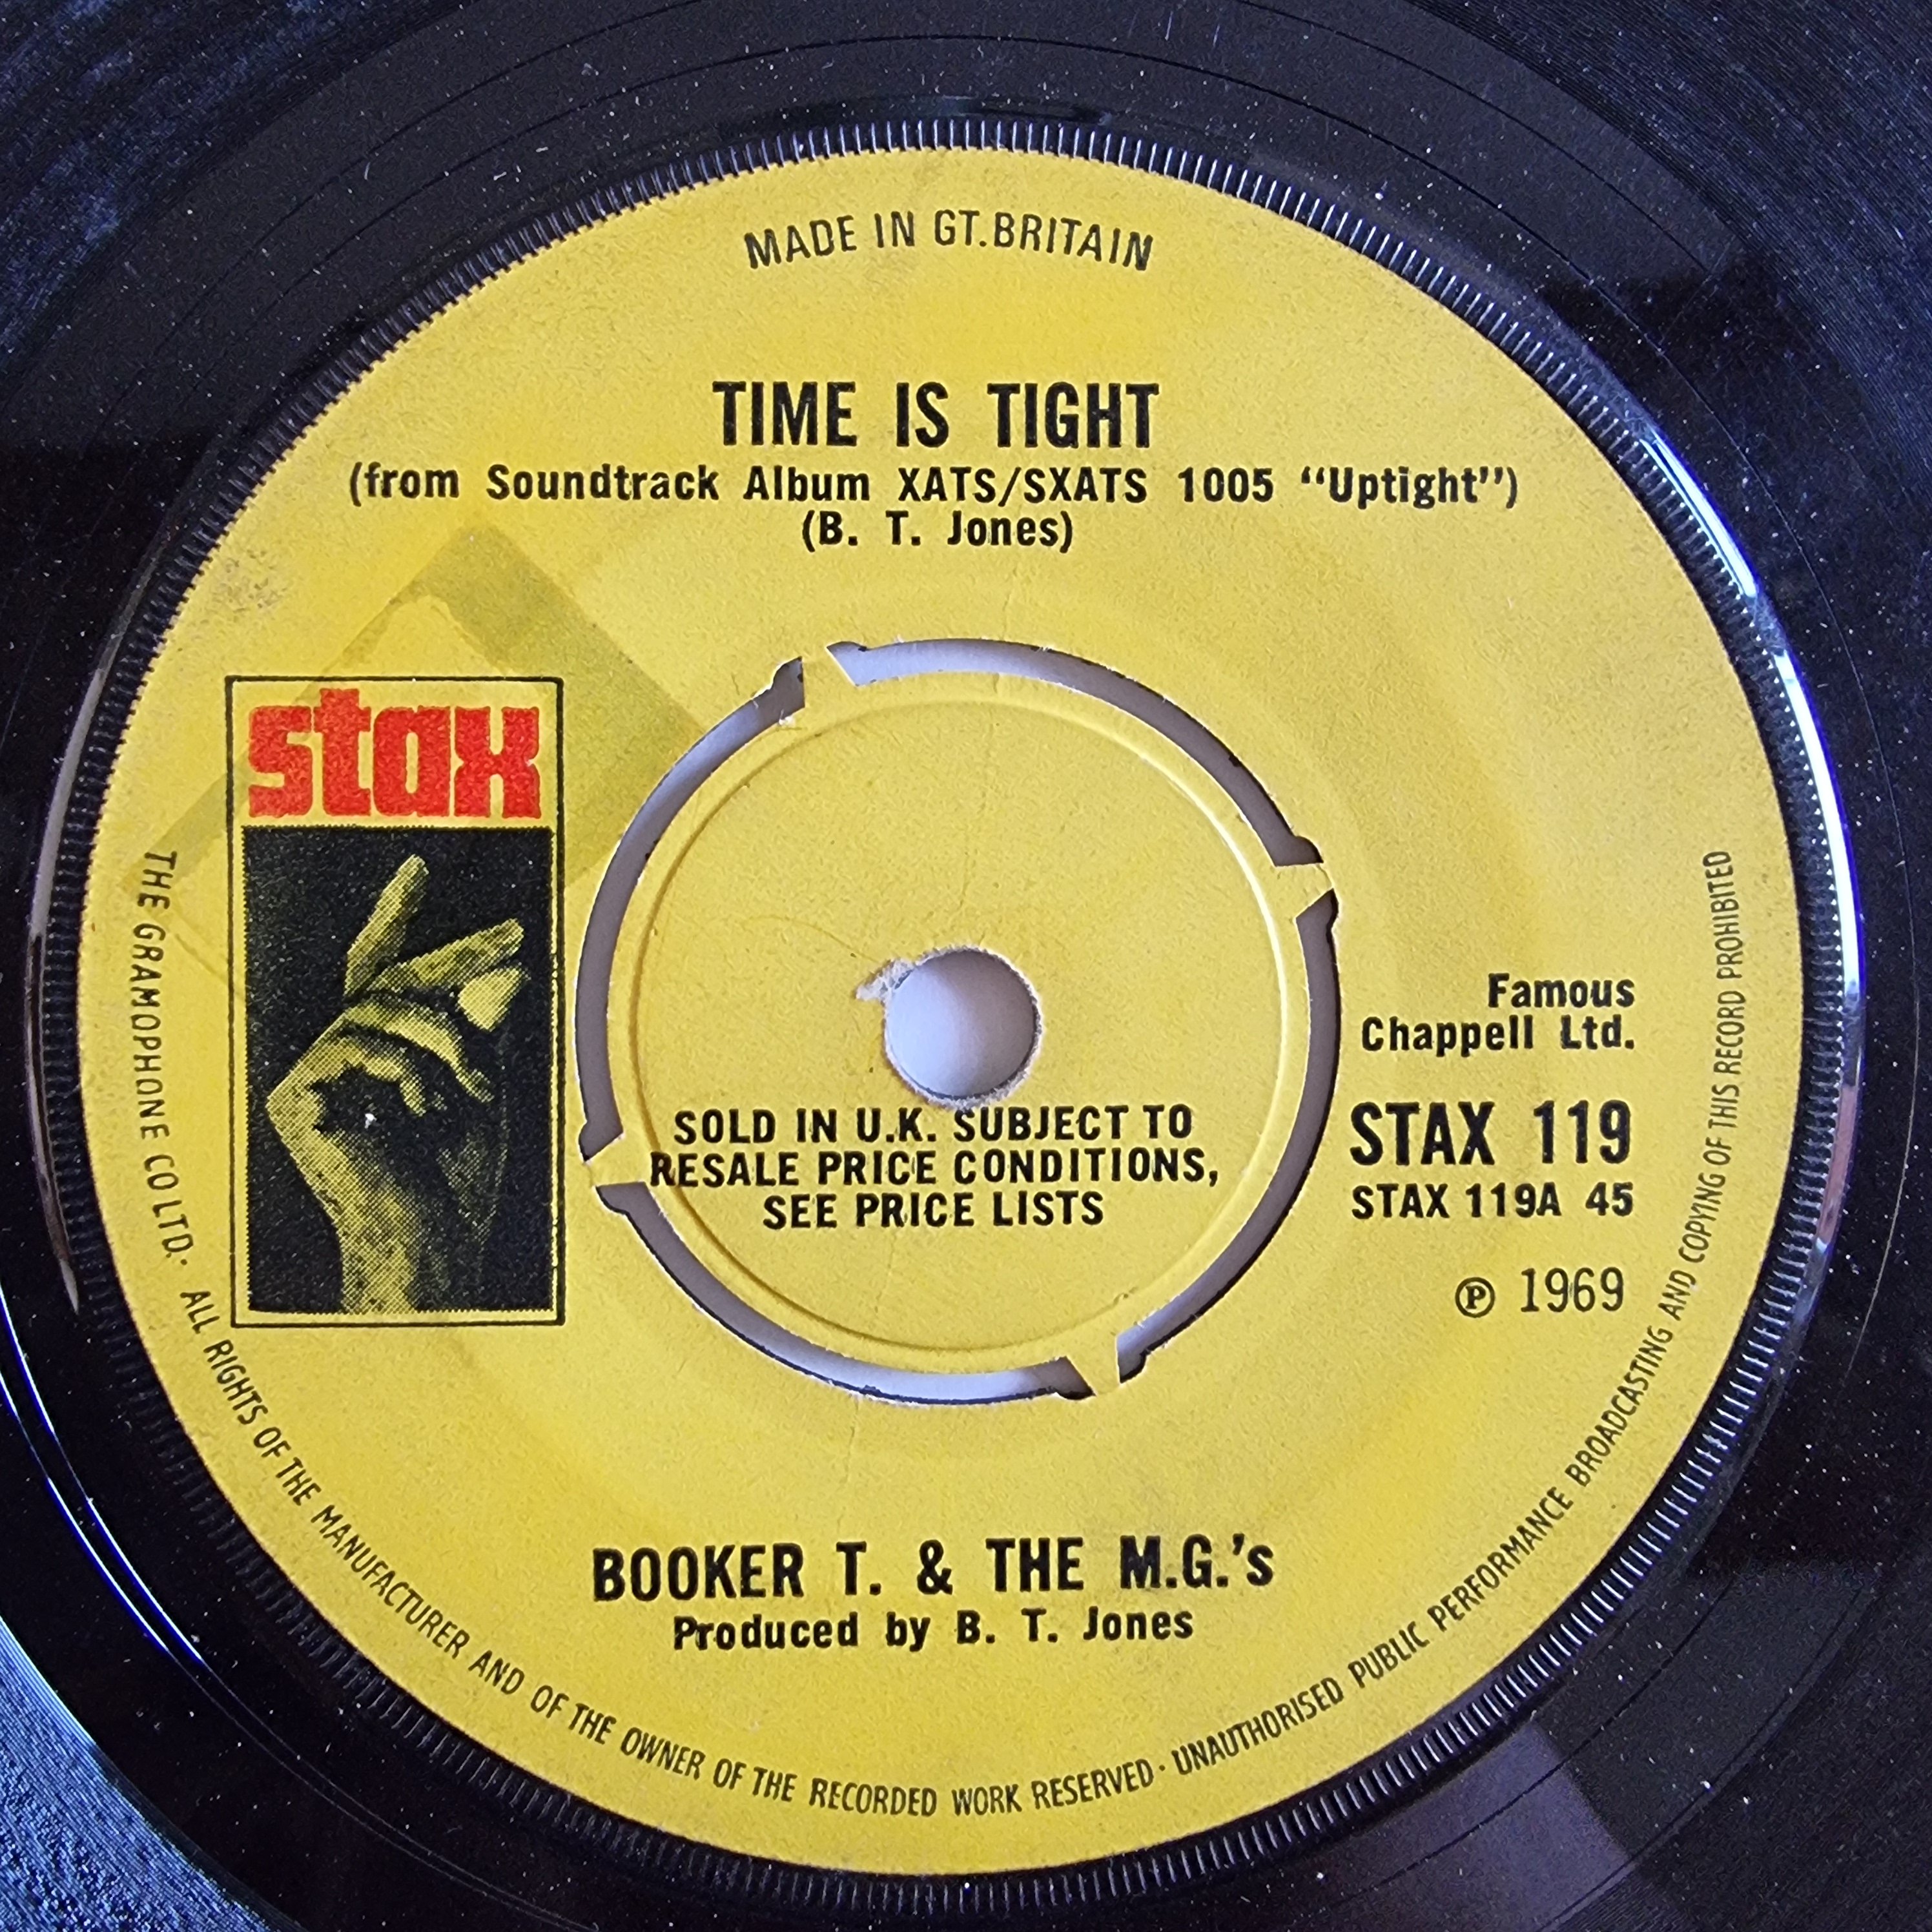 MADE IN GT.BRITAIN
TIME IS TIGHT
(from Soundtrack Album XATS/SXATS 1005 “Uptight”)
(B. T. Jones)
stax
SOLD IN U.K. SUBJECT TO
RESALE PRICE CONDITIONS,
SEE PRICE LISTS
Famous
Chappell Ltd.
STAX 119
STAX 119A 45
℗ 1969
BOOKER T. & THE M.G.’s
Produced by B. T. Jones
THE GRAMOPHONE CO LTD· ALL RIGHTS OF THE MANUFACTURER AND OF THE OWNER OF THE RECORDED WORK RESERVED· UNAUTHORISED PUBLIC PERFORMANCE BROADCASTING AND COPYING OF THIS RECORD PROHIBITED